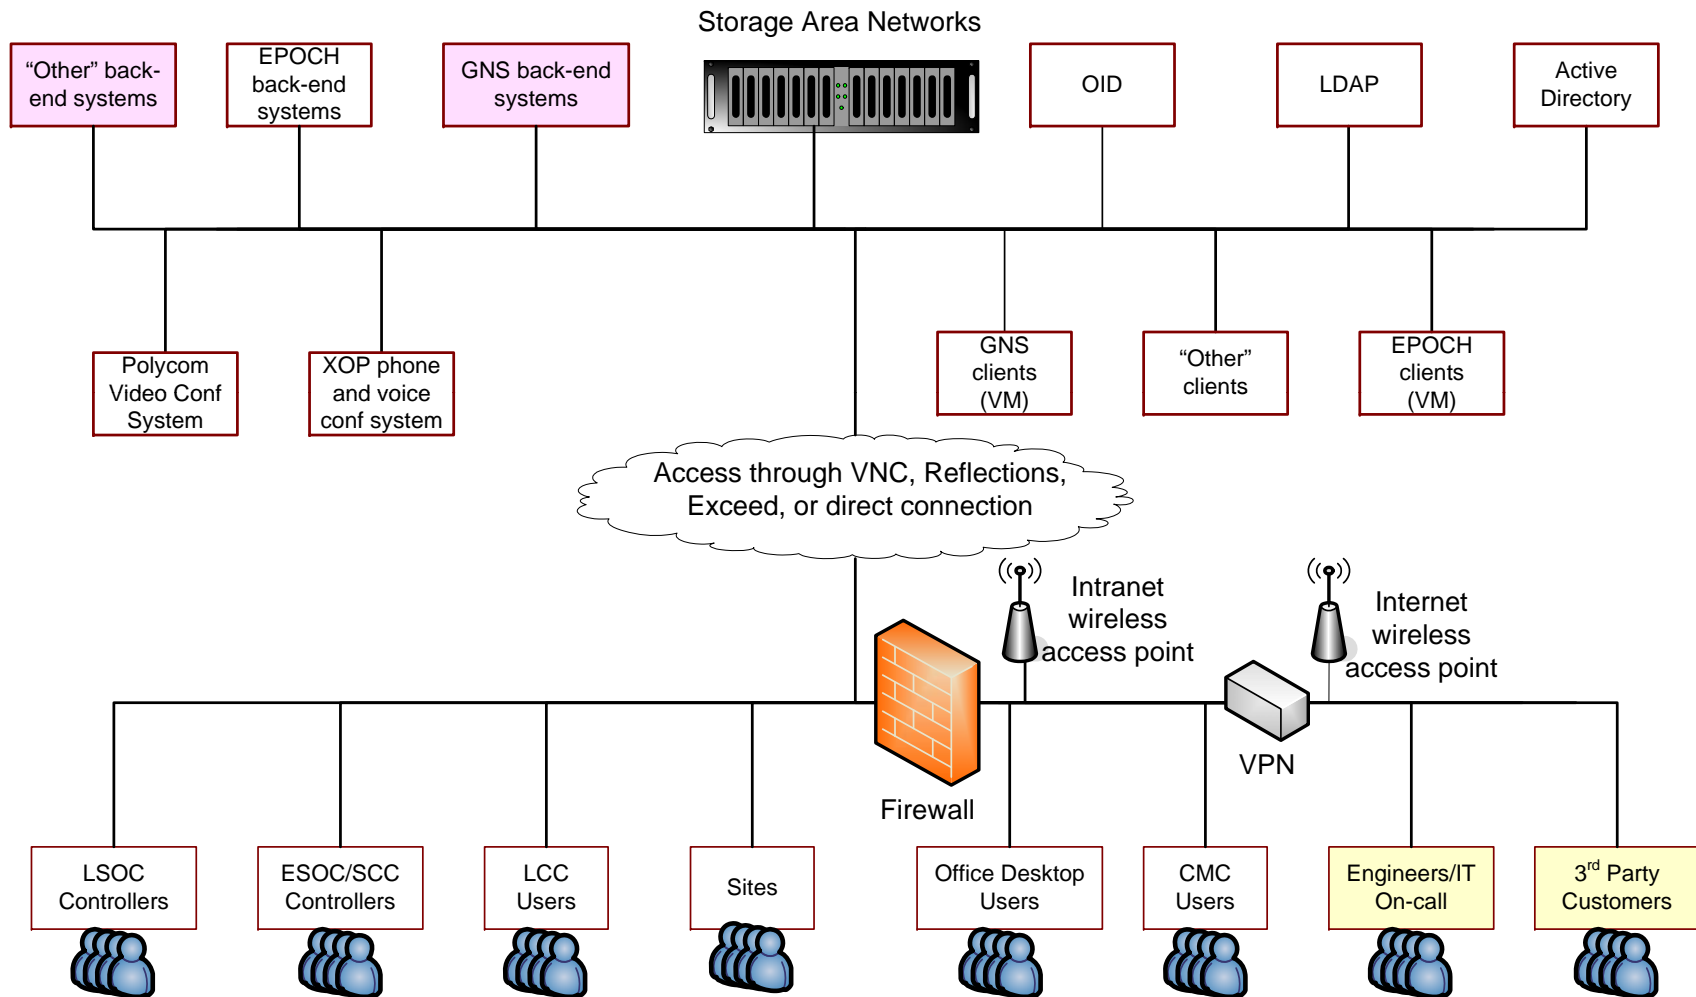 Storage Area Networks
“Other” back-
end systems
EPOCH
back-end
systems
GNS back-end
systems
OID
LDAP
Active
Directory
Polycom
Video Conf
System
XOP phone
and voice
conf system
GNS
clients
(VM)
“Other”
clients
EPOCH
clients
(VM)
Access through VNC, Reflections,
Exceed, or direct connection
Intranet
wireless
access point
Internet
wireless
access point
Firewall
VPN
LSOC
Controllers
ESOC/SCC
Controllers
LCC
Users
Sites
Office Desktop
Users
CMC
Users
Engineers/IT
On-call
3rd Party
Customers